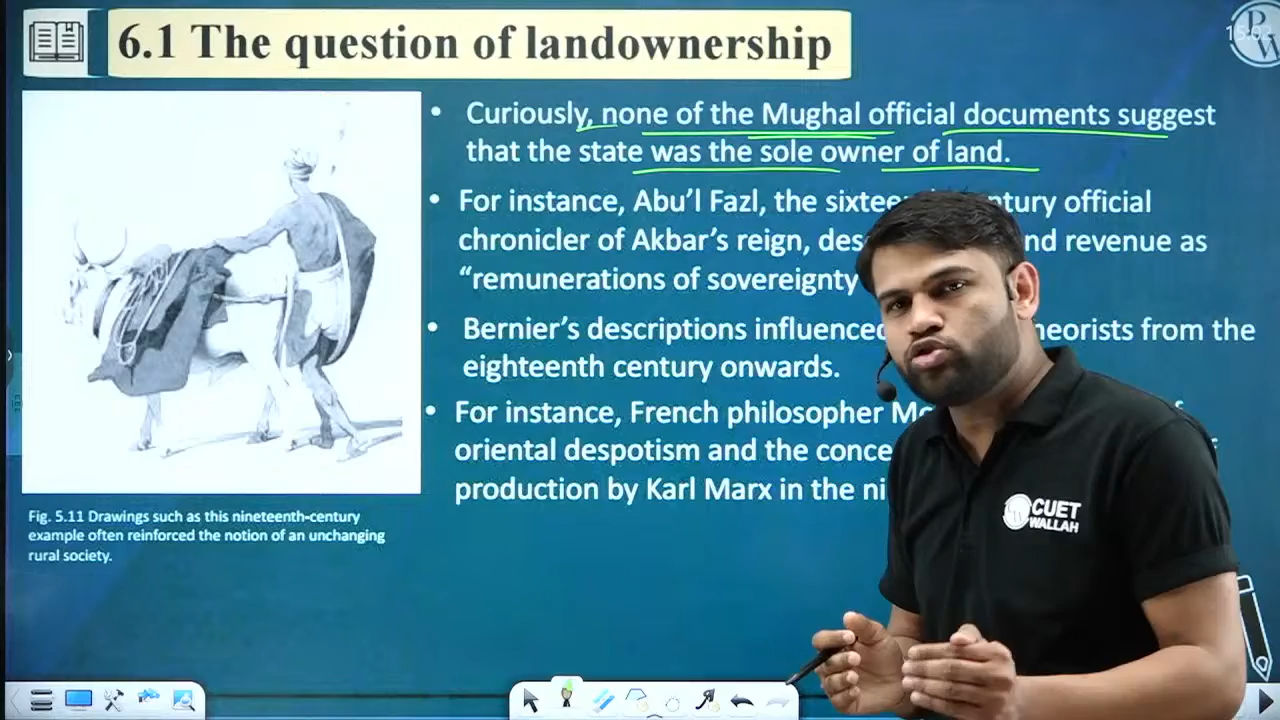 6.1 The question of landownership
• Curiously, none of the Mughal official documents suggest
that the state was the sole owner of land.
• For instance, Abu’l Fazl, the sixteen
ntury official
chronicler of Akbar’s reign, des
nd revenue as
“remunerations of sovereignty
• Bernier’s descriptions influenced
heorists from the
eighteenth century onwards.
• For instance, French philosopher
oriental despotism and the conce
production by Karl Marx in the ni
Fig. 5.11 Drawings such as this nineteenth-century
example often reinforced the notion of an unchanging
rural society.
CUET
WALLAH